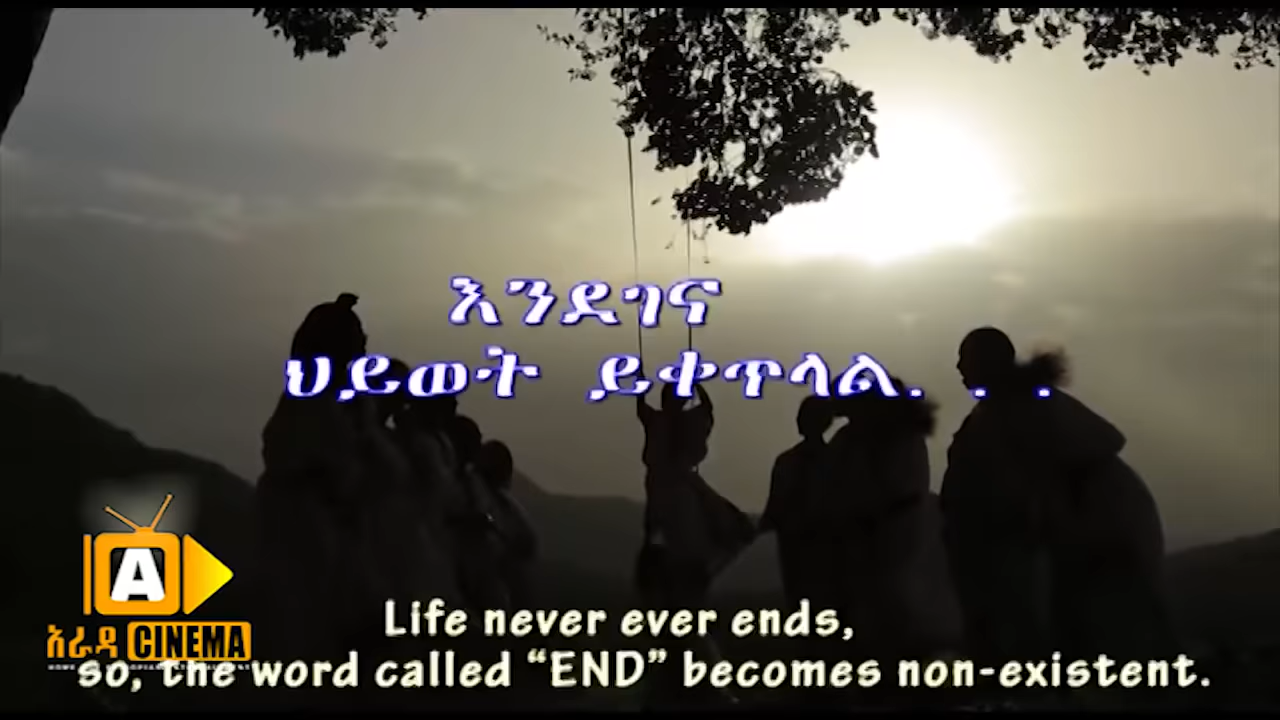 እንደገና
ህይወት ይቀጥላል. . .
A
አራዳ CINEMA
Life never ever ends,
so, the word called “END” becomes non-existent.